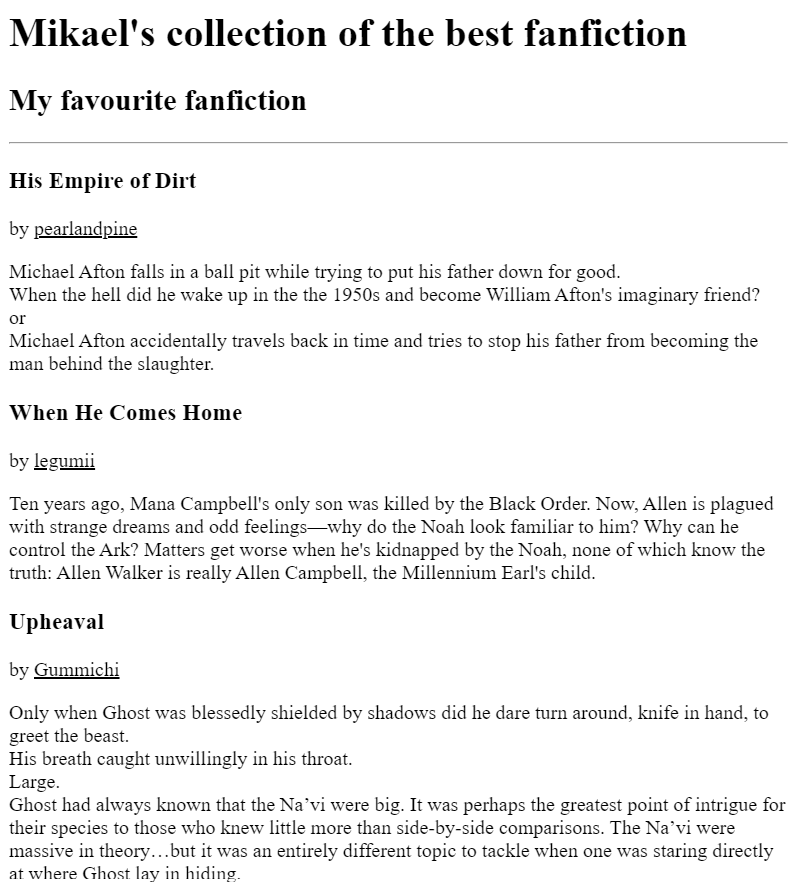 Mikael's collection of the best fanfiction
My favourite fanfiction
His Empire of Dirt
by pearlandpine
Michael Afton falls in a ball pit while trying to put his father down for good.
When the hell did he wake up in the the 1950s and become William Afton's imaginary friend?
or
Michael Afton accidentally travels back in time and tries to stop his father from becoming the
man behind the slaughter.
When He Comes Home
by legumii
Ten years ago, Mana Campbell's only son was killed by the Black Order. Now, Allen is plagued
with strange dreams and odd feelings—why do the Noah look familiar to him? Why can he
control the Ark? Matters get worse when he's kidnapped by the Noah, none of which know the
truth: Allen Walker is really Allen Campbell, the Millennium Earl's child.
Upheaval
by Gummichi
Only when Ghost was blessedly shielded by shadows did he dare turn around, knife in hand, to
greet the beast.
His breath caught unwillingly in his throat.
Large.
Ghost had always known that the Na’vi were big. It was perhaps the greatest point of intrigue for
their species to those who knew little more than side-by-side comparisons. The Na’vi were
massive in theory…but it was an entirely different topic to tackle when one was staring directly
at where Ghost lay in hiding.